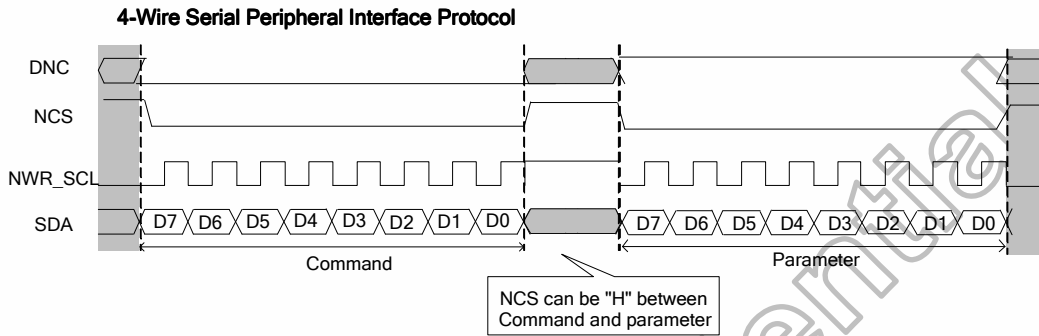 4-Wire Serial Peripheral Interface Protocol
DNC
NCS
NWR_SCL
SDA
D7 D6 D5 D4 D3 D2 D1 D0
D7 D6 D5 D4 D3 D2 D1 D0
Command
Parameter
NCS can be "H" between
Command and parameter
ential